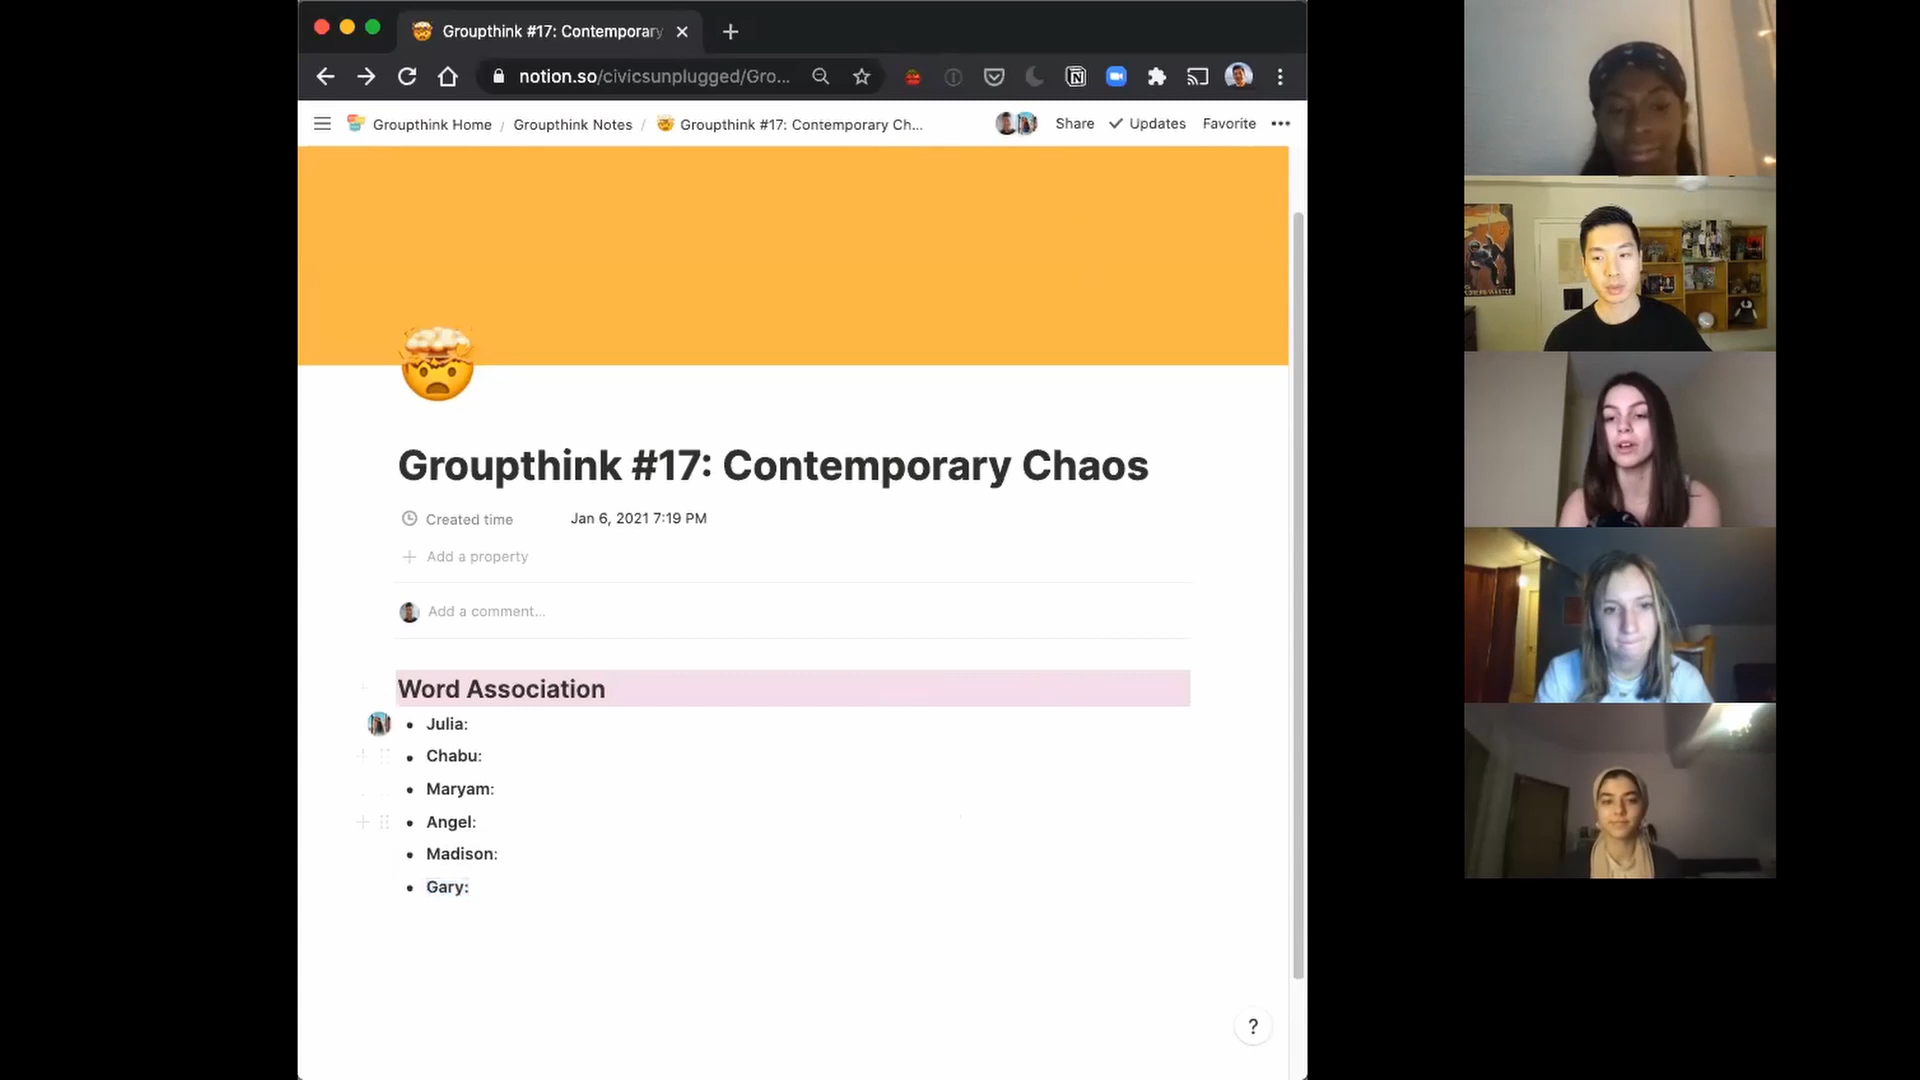 Groupthink #17: Contemporary
notion.so/civicsunplugged/Gro...
Groupthink Home / Groupthink Notes / Groupthink #17: Contemporary Ch...
Share Updates Favorite
Groupthink #17: Contemporary Chaos
Created time Jan 6, 2021 7:19 PM
Add a property
Add a comment...
Word Association
Julia:
Chabu:
Maryam:
Angel:
Madison:
Gary:
?